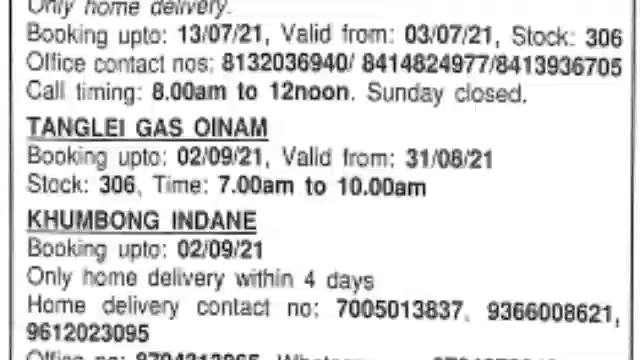 Only home delivery.
Booking upto: 13/07/21, Valid from: 03/07/21, Stock: 306
Office contact nos: 8132036940/ 8414824977/8413936705
Call timing: 8.00am to 12noon. Sunday closed.
TANGLEI GAS OINAM
Booking upto: 02/09/21, Valid from: 31/08/21
Stock: 306, Time: 7.00am to 10.00am
KHUMBONG INDANE
Booking upto: 02/09/21
Only home delivery within 4 days
Home delivery contact no: 7005013837, 9366008621,
9612023095
Office no: